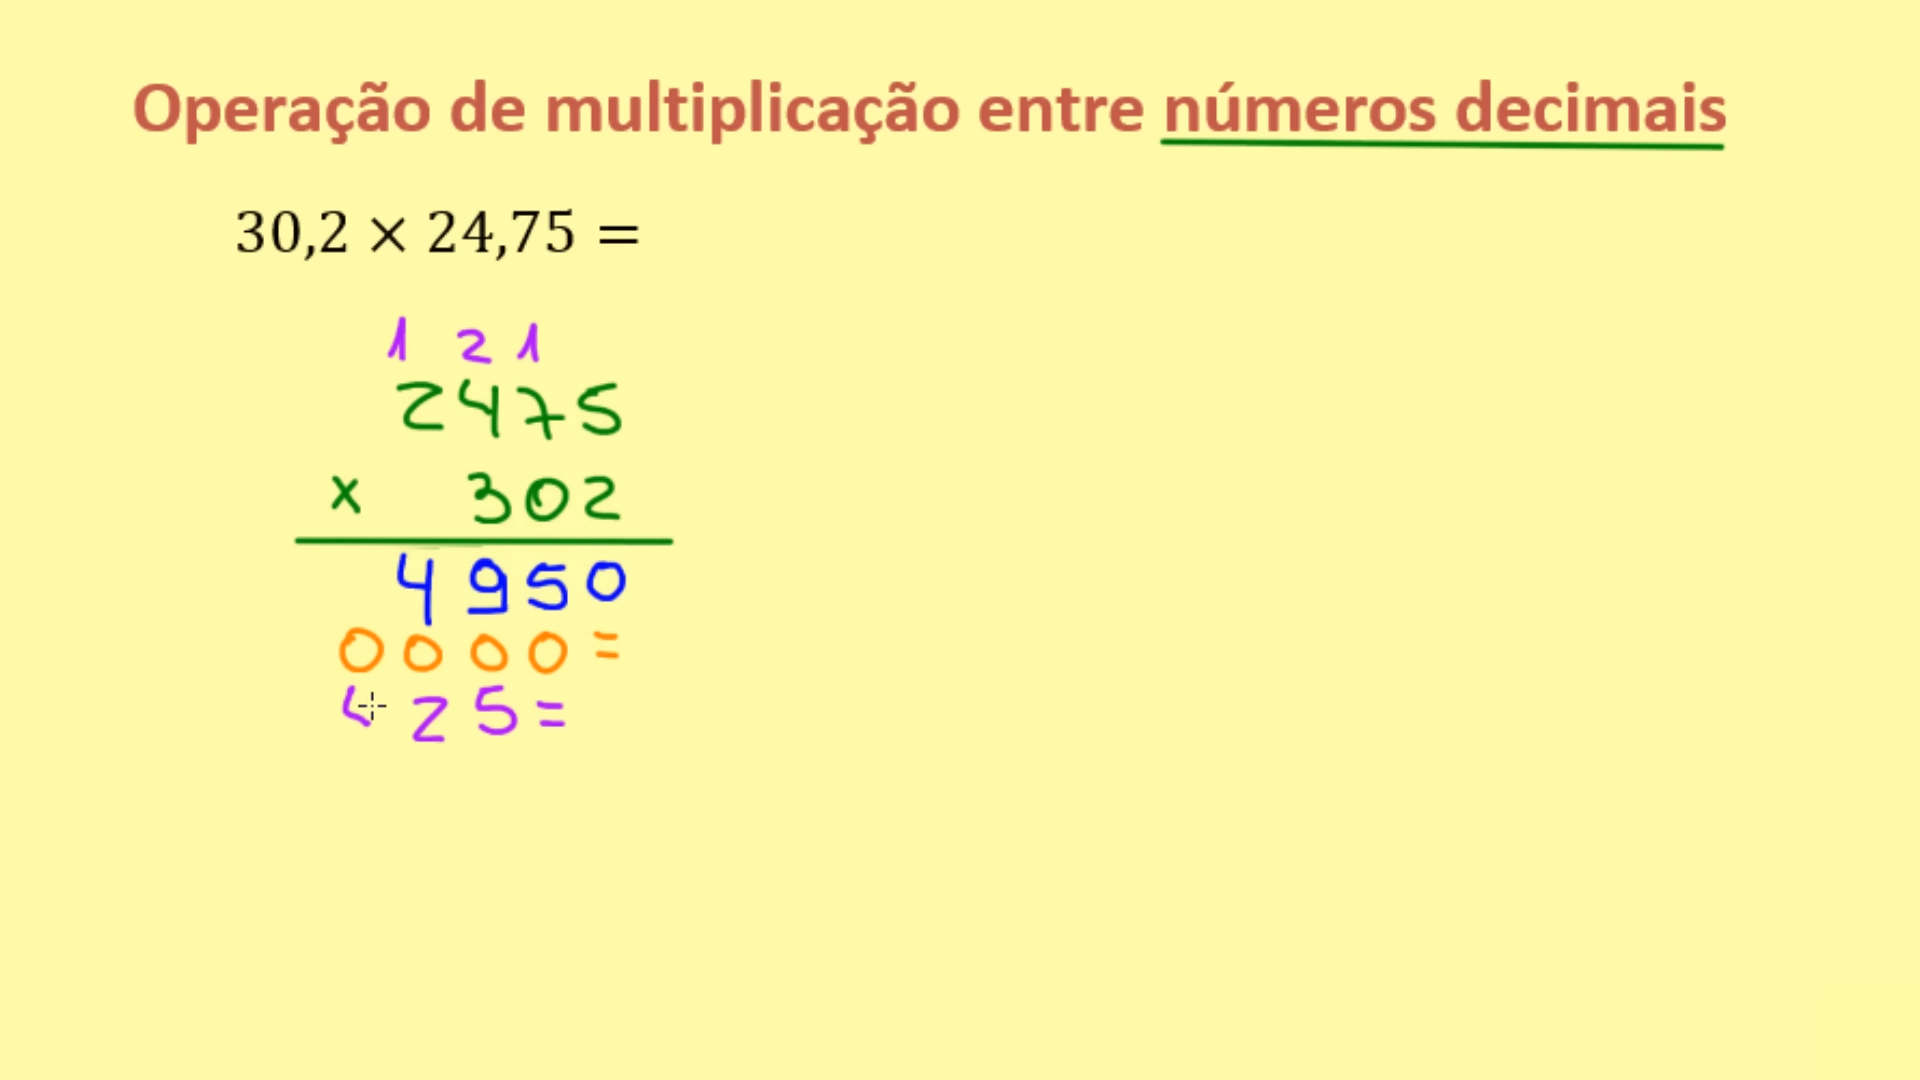 Operação de multiplicação entre números decimais
30,2 × 24,75 =
1 2 1
2475
x 302
4950
0000=
425=